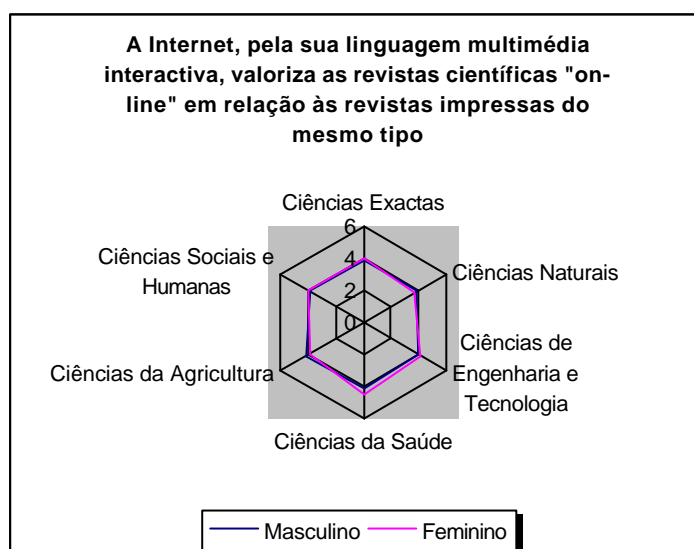 A Internet, pela sua linguagem multimédia
interactiva, valoriza as revistas científicas "on-
line" em relação às revistas impressas do
mesmo tipo
Ciências Exactas
6
4
2
0
Ciências Naturais
Ciências de
Engenharia e
Tecnologia
Ciências da Saúde
Ciências da Agricultura
Ciências Sociais e
Humanas
Masculino
Feminino